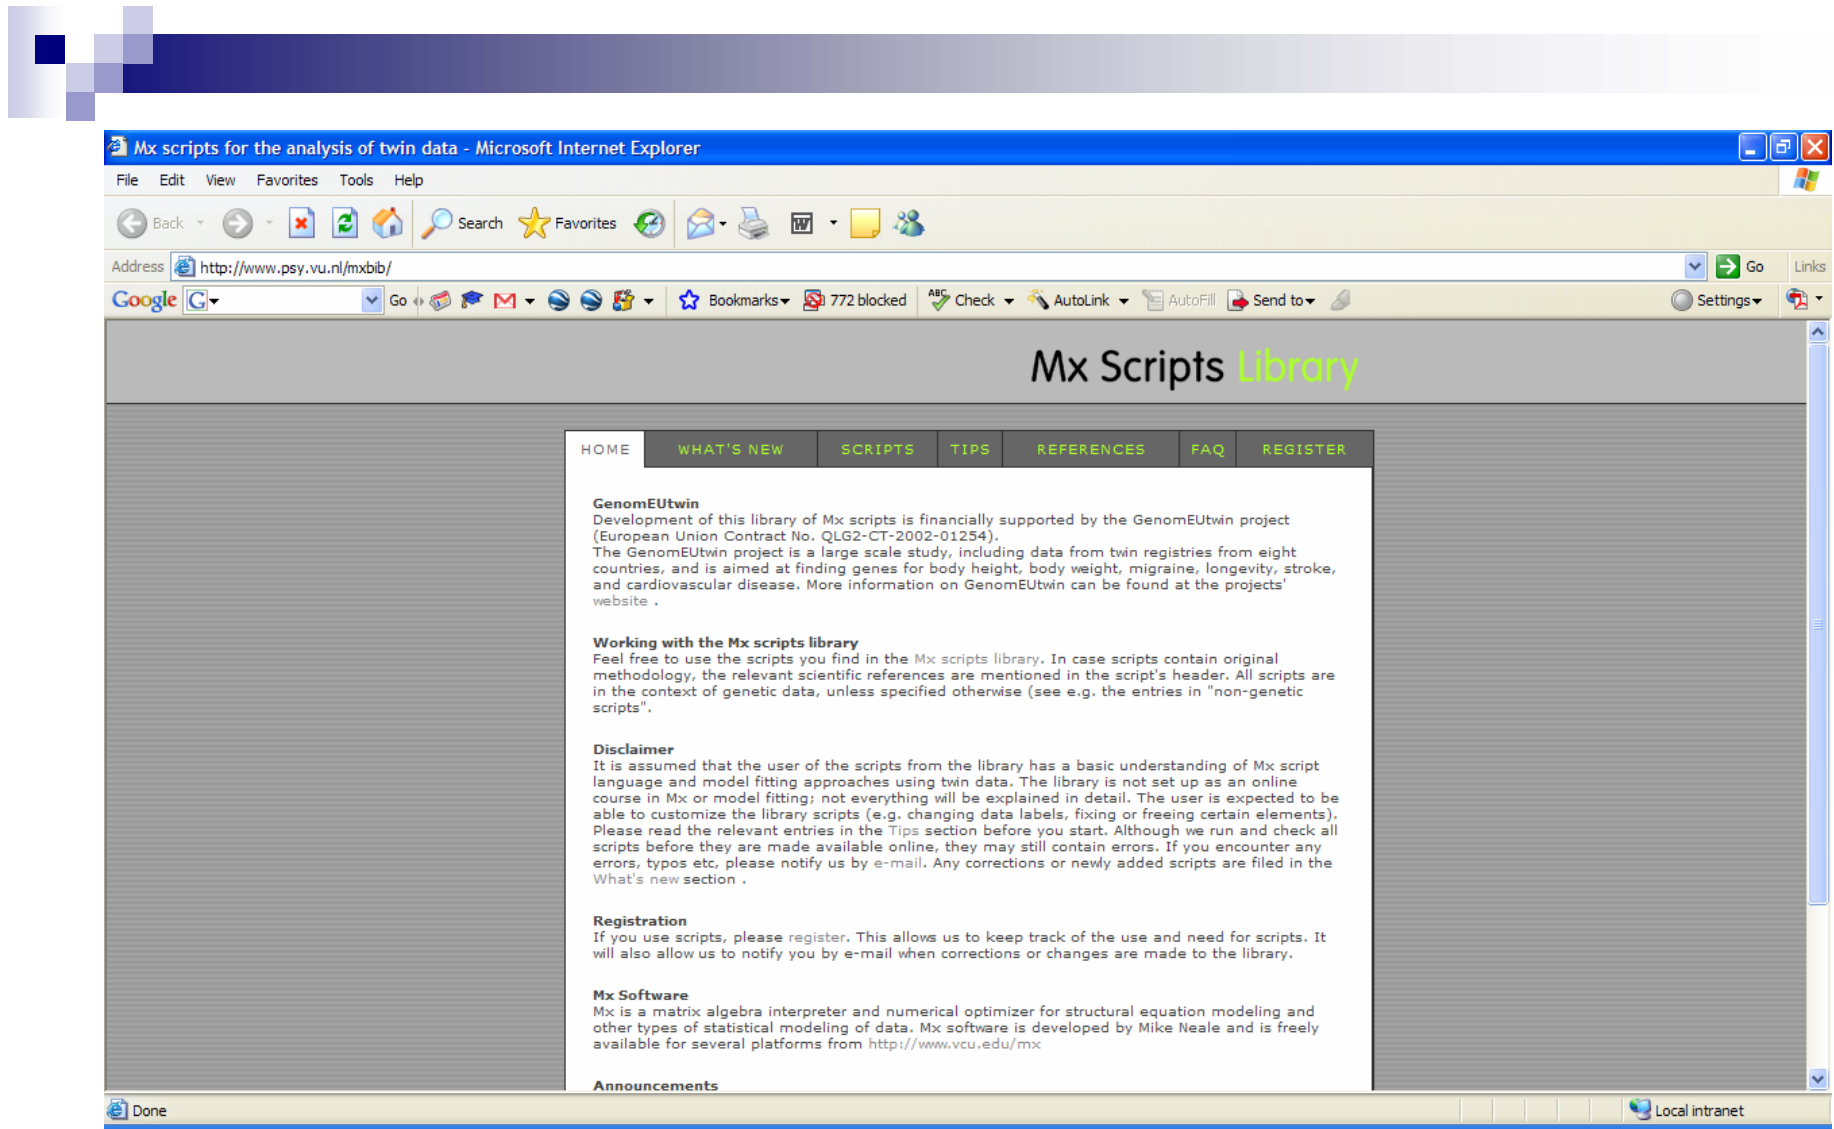 Mx scripts for the analysis of twin data - Microsoft Internet Explorer
File Edit View Favorites Tools Help
Back Search Favorites W
Address http://www.psy.vu.nl/mxbib/ Go Links
Google G Go Bookmarks 772 blocked ABC Check AutoLink AutoFill Send to Settings
Mx Scripts Library
HOME WHAT'S NEW SCRIPTS TIPS REFERENCES FAQ REGISTER
GenomEUtwin
Development of this library of Mx scripts is financially supported by the GenomEUtwin project
(European Union Contract No. QLG2-CT-2002-01254).
The GenomEUtwin project is a large scale study, including data from twin registries from eight
countries, and is aimed at finding genes for body height, body weight, migraine, longevity, stroke,
and cardiovascular disease. More information on GenomEUtwin can be found at the projects'
website .
Working with the Mx scripts library
Feel free to use the scripts you find in the Mx scripts library. In case scripts contain original
methodology, the relevant scientific references are mentioned in the script's header. All scripts are
in the context of genetic data, unless specified otherwise (see e.g. the entries in "non-genetic
scripts".
Disclaimer
It is assumed that the user of the scripts from the library has a basic understanding of Mx script
language and model fitting approaches using twin data. The library is not set up as an online
course in Mx or model fitting; not everything will be explained in detail. The user is expected to be
able to customize the library scripts (e.g. changing data labels, fixing or freeing certain elements).
Please read the relevant entries in the Tips section before you start. Although we run and check all
scripts before they are made available online, they may still contain errors. If you encounter any
errors, typos etc, please notify us by e-mail. Any corrections or newly added scripts are filed in the
What's new section .
Registration
If you use scripts, please register. This allows us to keep track of the use and need for scripts. It
will also allow us to notify you by e-mail when corrections or changes are made to the library.
Mx Software
Mx is a matrix algebra interpreter and numerical optimizer for structural equation modeling and
other types of statistical modeling of data. Mx software is developed by Mike Neale and is freely
available for several platforms from http://www.vcu.edu/mx
Announcements
Done Local intranet